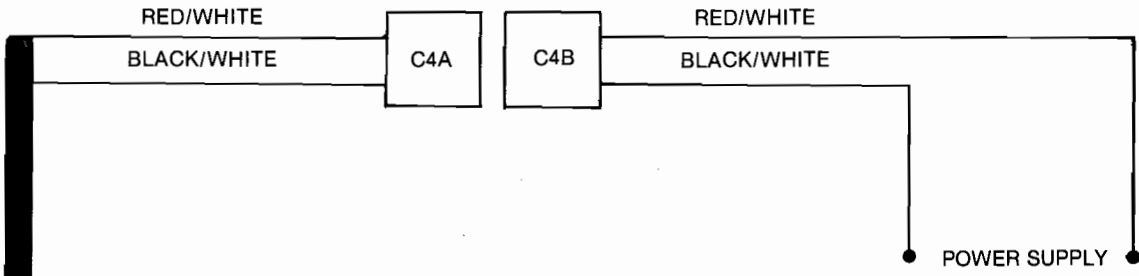 RED/WHITE
BLACK/WHITE
C4A
C4B
RED/WHITE
BLACK/WHITE
POWER SUPPLY